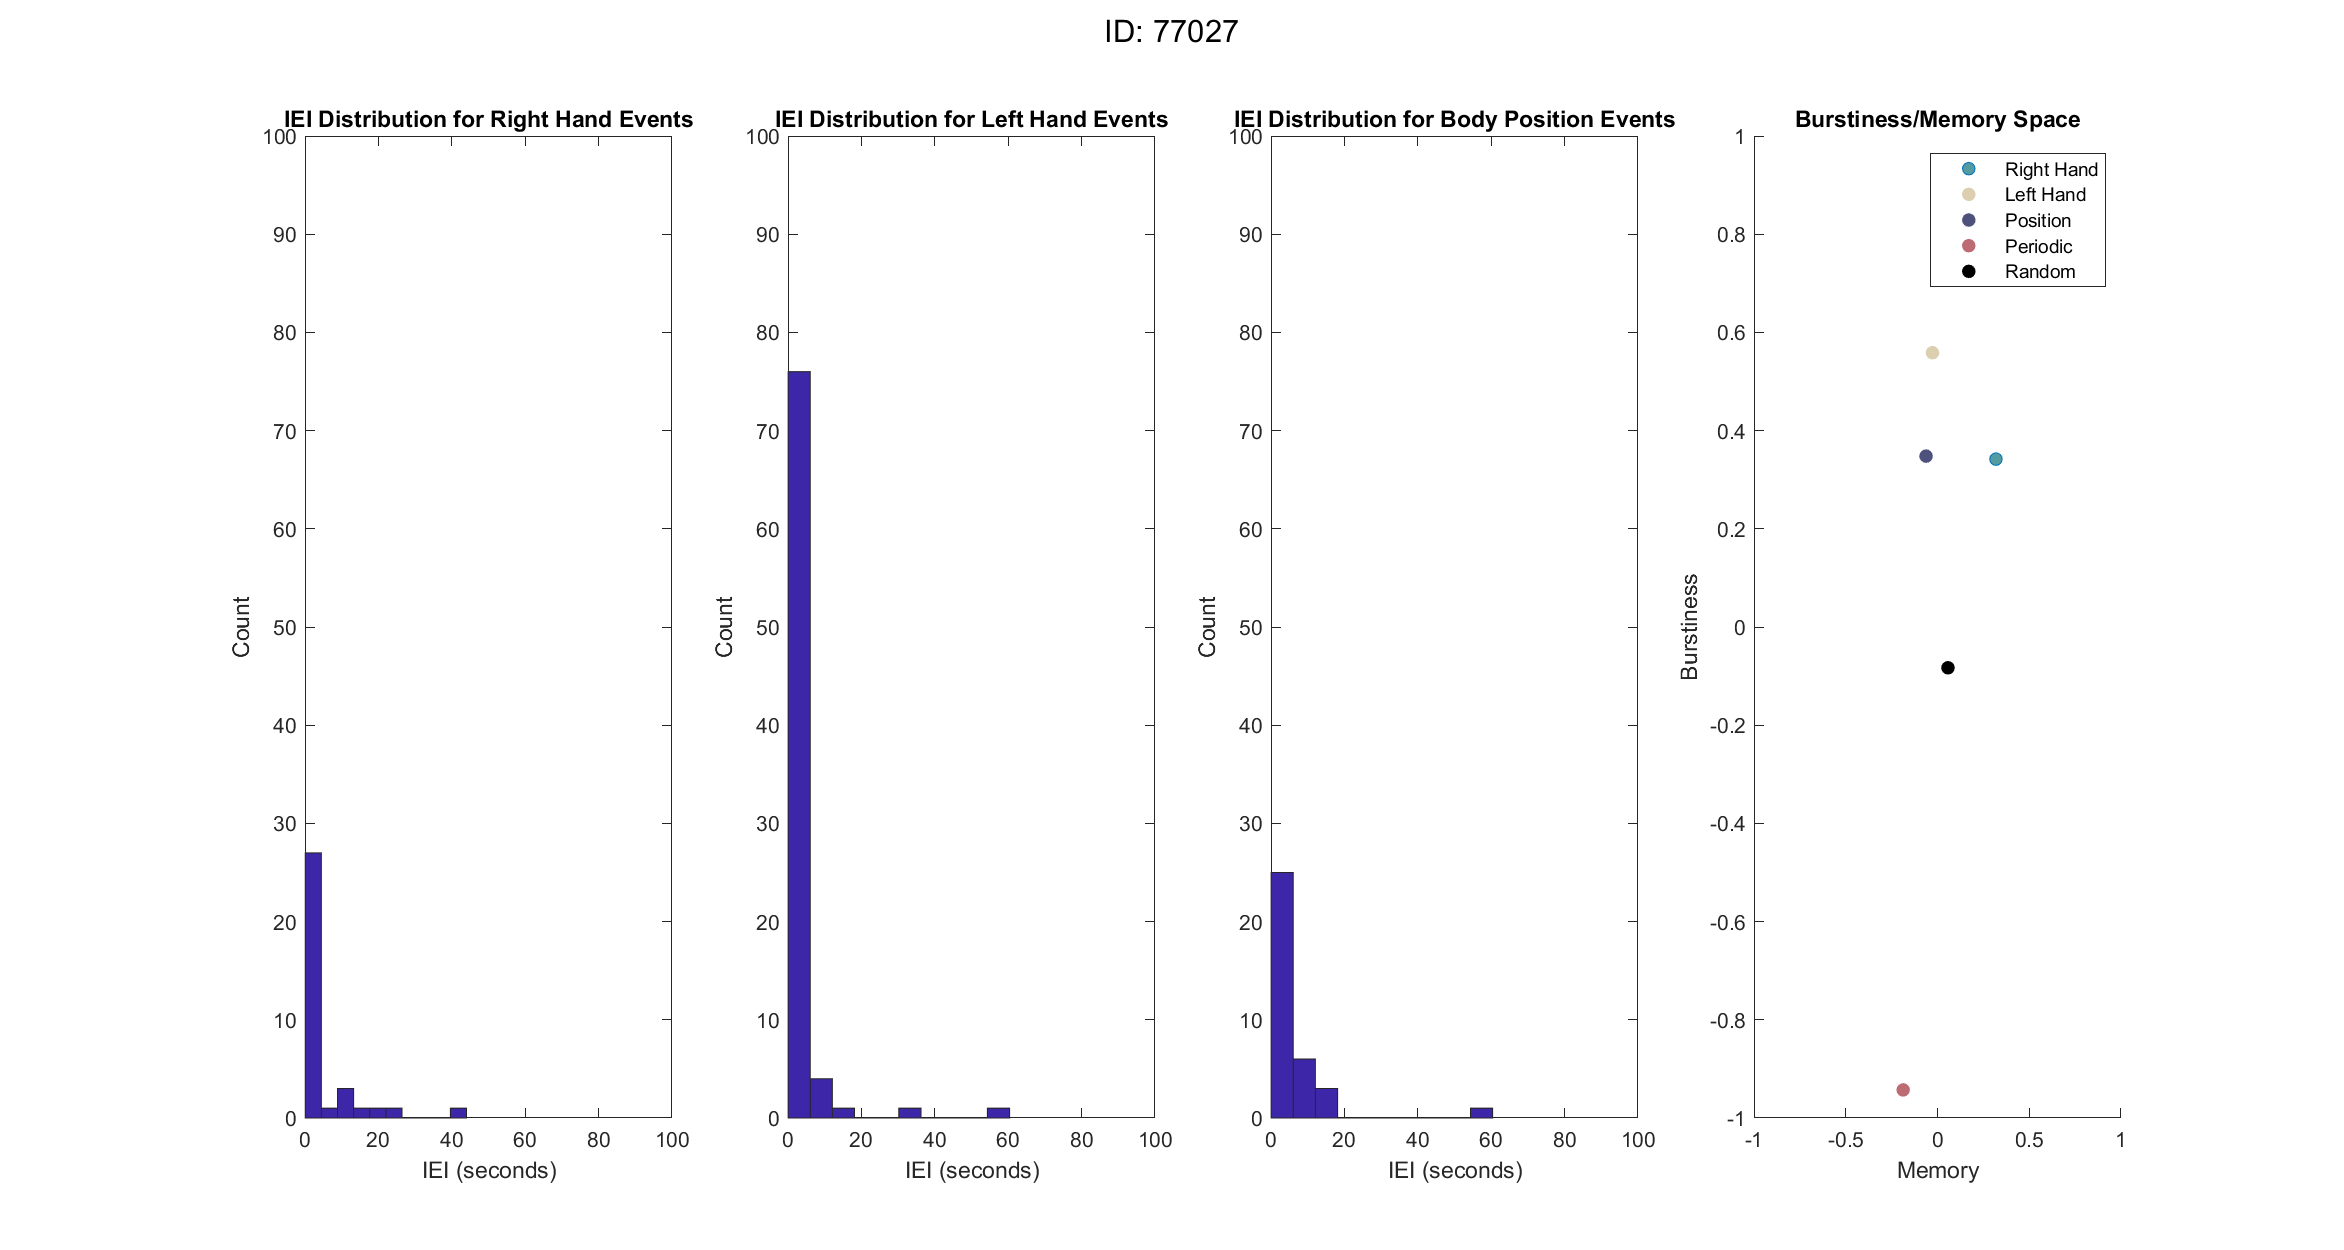 ID: 77027
IEI Distribution for Right Hand Events
100
90
80
70
60
50
40
30
20
10
0
Count
0 20 40 60 80 100
IEI (seconds)
IEI Distribution for Left Hand Events
100
90
80
70
60
50
40
30
20
10
0
Count
0 20 40 60 80 100
IEI (seconds)
IEI Distribution for Body Position Events
100
90
80
70
60
50
40
30
20
10
0
Count
0 20 40 60 80 100
IEI (seconds)
Burstiness/Memory Space
1
0.8
0.6
0.4
0.2
0
-0.2
-0.4
-0.6
-0.8
-1
Burstiness
-1 -0.5 0 0.5 1
Memory
Right Hand
Left Hand
Position
Periodic
Random